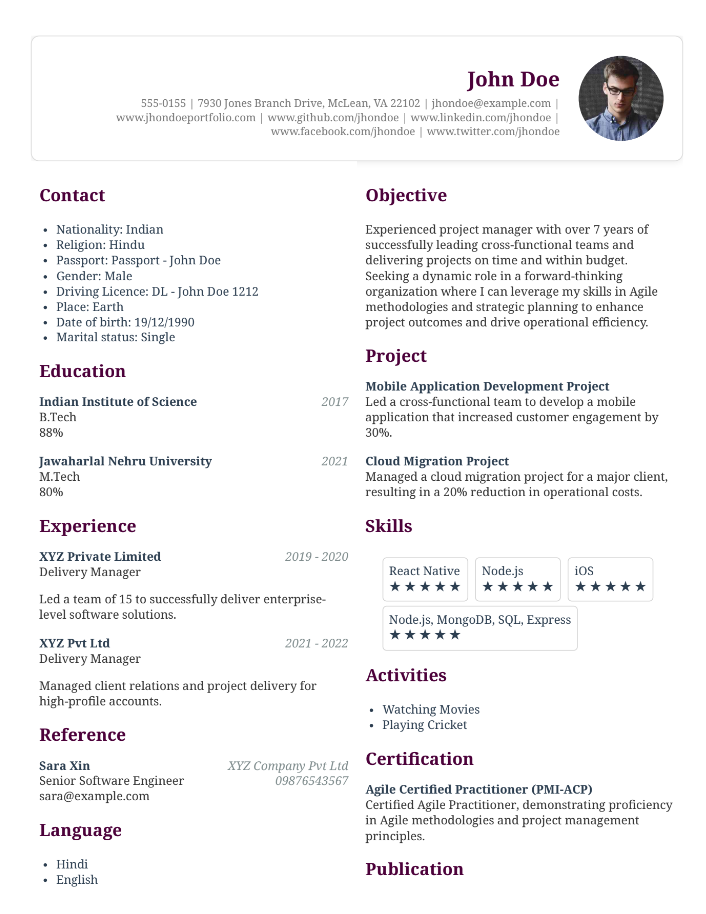 John Doe
555-0155 | 7930 Jones Branch Drive, McLean, VA 22102 | jhondoe@example.com |
www.jhondoeportfolio.com | www.github.com/jhondoe | www.linkedin.com/jhondoe |
www.facebook.com/jhondoe | www.twitter.com/jhondoe
Contact
• Nationality: Indian
• Religion: Hindu
• Passport: Passport - John Doe
• Gender: Male
• Driving Licence: DL - John Doe 1212
• Place: Earth
• Date of birth: 19/12/1990
• Marital status: Single
Education
Indian Institute of Science 2017
B.Tech
88%
Jawaharlal Nehru University 2021
M.Tech
80%
Experience
XYZ Private Limited 2019 - 2020
Delivery Manager
Led a team of 15 to successfully deliver enterprise-
level software solutions.
XYZ Pvt Ltd 2021 - 2022
Delivery Manager
Managed client relations and project delivery for
high-profile accounts.
Reference
Sara Xin XYZ Company Pvt Ltd
Senior Software Engineer 09876543567
sara@example.com
Language
• Hindi
• English
Objective
Experienced project manager with over 7 years of
successfully leading cross-functional teams and
delivering projects on time and within budget.
Seeking a dynamic role in a forward-thinking
organization where I can leverage my skills in Agile
methodologies and strategic planning to enhance
project outcomes and drive operational efficiency.
Project
Mobile Application Development Project
Led a cross-functional team to develop a mobile
application that increased customer engagement by
30%.
Cloud Migration Project
Managed a cloud migration project for a major client,
resulting in a 20% reduction in operational costs.
Skills
React Native Node.js iOS
★★★★★ ★★★★★ ★★★★★
Node.js, MongoDB, SQL, Express
★★★★★
Activities
• Watching Movies
• Playing Cricket
Certification
Agile Certified Practitioner (PMI-ACP)
Certified Agile Practitioner, demonstrating proficiency
in Agile methodologies and project management
principles.
Publication